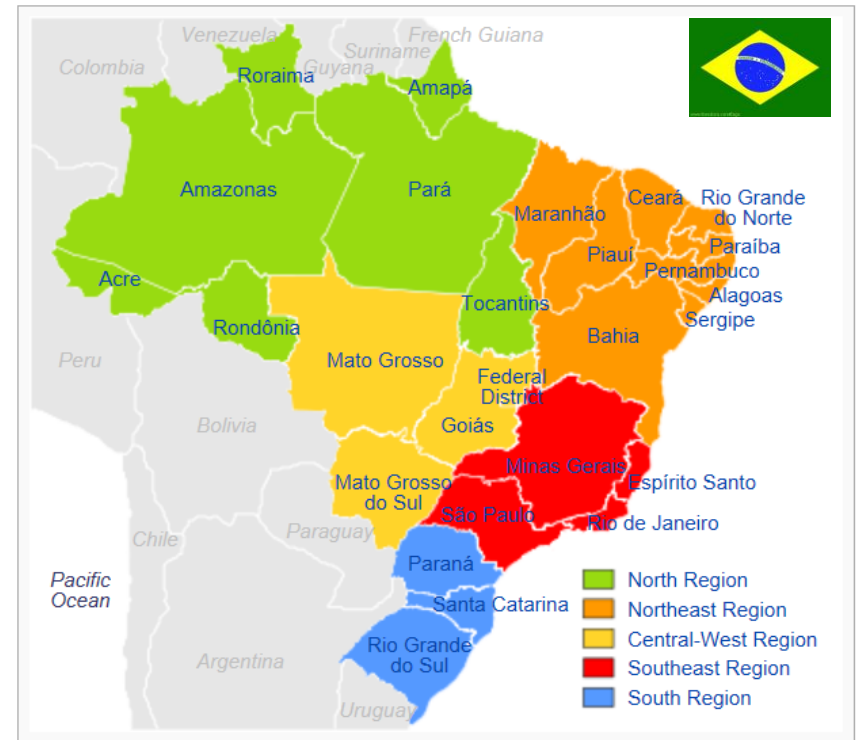 Venezuela
French Guiana
Suriname
Colombia
Guyana
Roraima
Amapá
Amazonas
Pará
Ceará
Rio Grande
do Norte
Maranhão
Paraíba
Piauí
Pernambuco
Acre
Alagoas
Tocantins
Sergipe
Rondônia
Bahia
Peru
Mato Grosso
Federal
District
Bolivia
Goiás
Minas Gerais
Mato Grosso
do Sul
Espírito Santo
São Paulo
Rio de Janeiro
Chile
Paraguay
Paraná
Pacific
Ocean
Santa Catarina
Rio Grande
do Sul
Argentina
Uruguay
North Region
Northeast Region
Central-West Region
Southeast Region
South Region